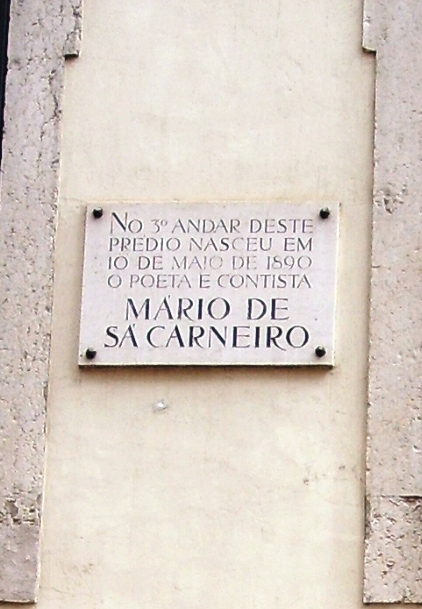 No 3º ANDAR DESTE
PREDIO NASCEU EM
10 DE MAIO DE 1890
O POETA E CONTISTA
MÁRIO DE
SÁ CARNEIRO